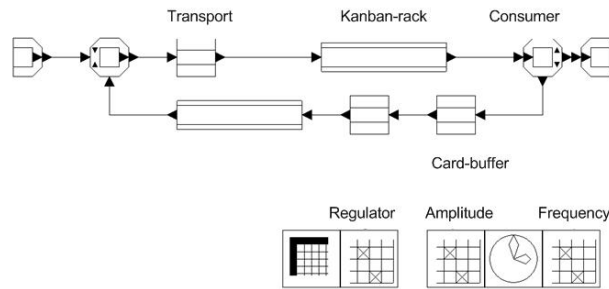 Transport Kanban-rack Consumer
Card-buffer
Regulator Amplitude Frequency